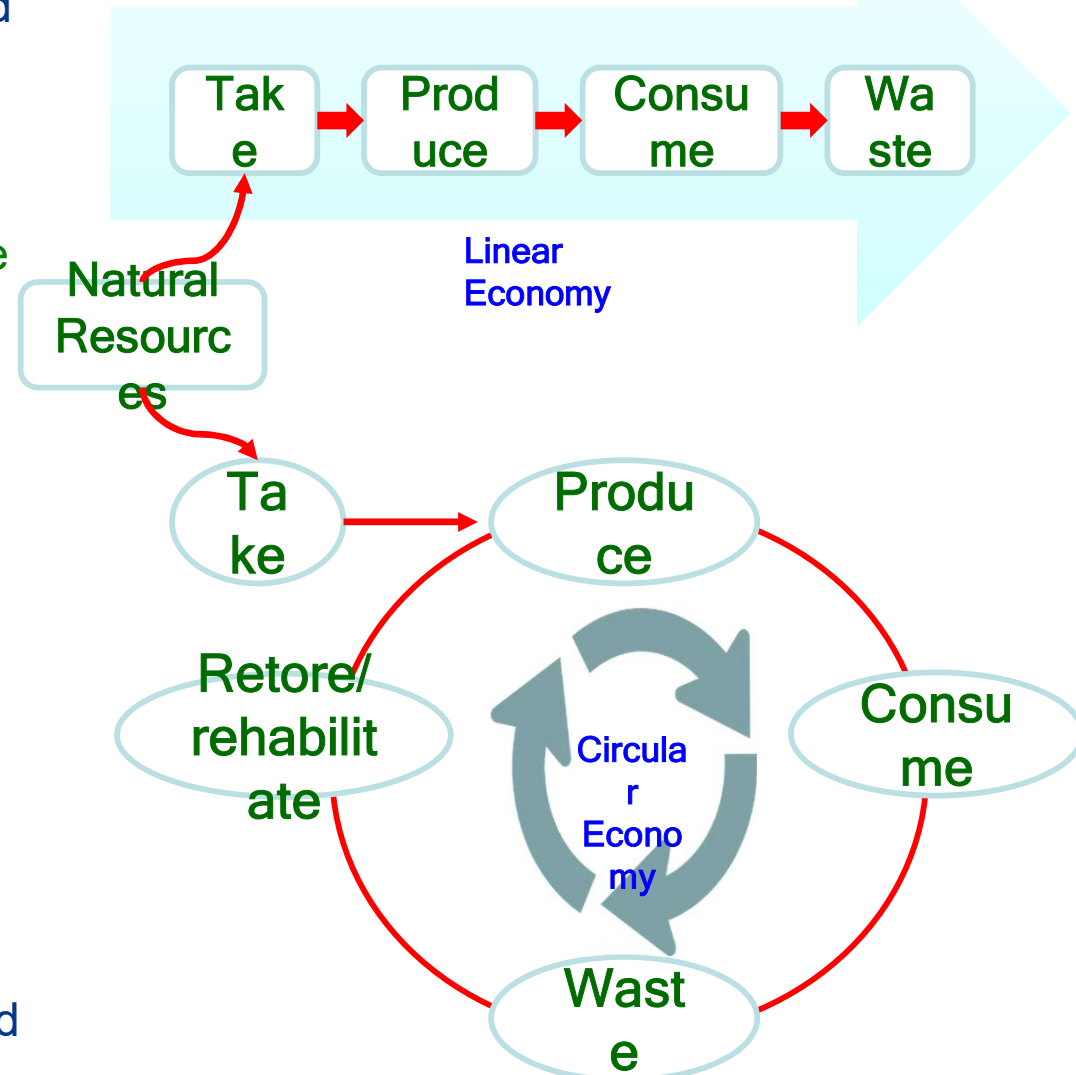 d
Tak
e
Prod
uce
Consu
me
Wa
ste
e
Linear
Economy
Natural
Resourc
es
Ta
ke
Produ
ce
Retore/
rehabilit
ate
Circula
r
Econo
my
Consu
me
Wast
e
d